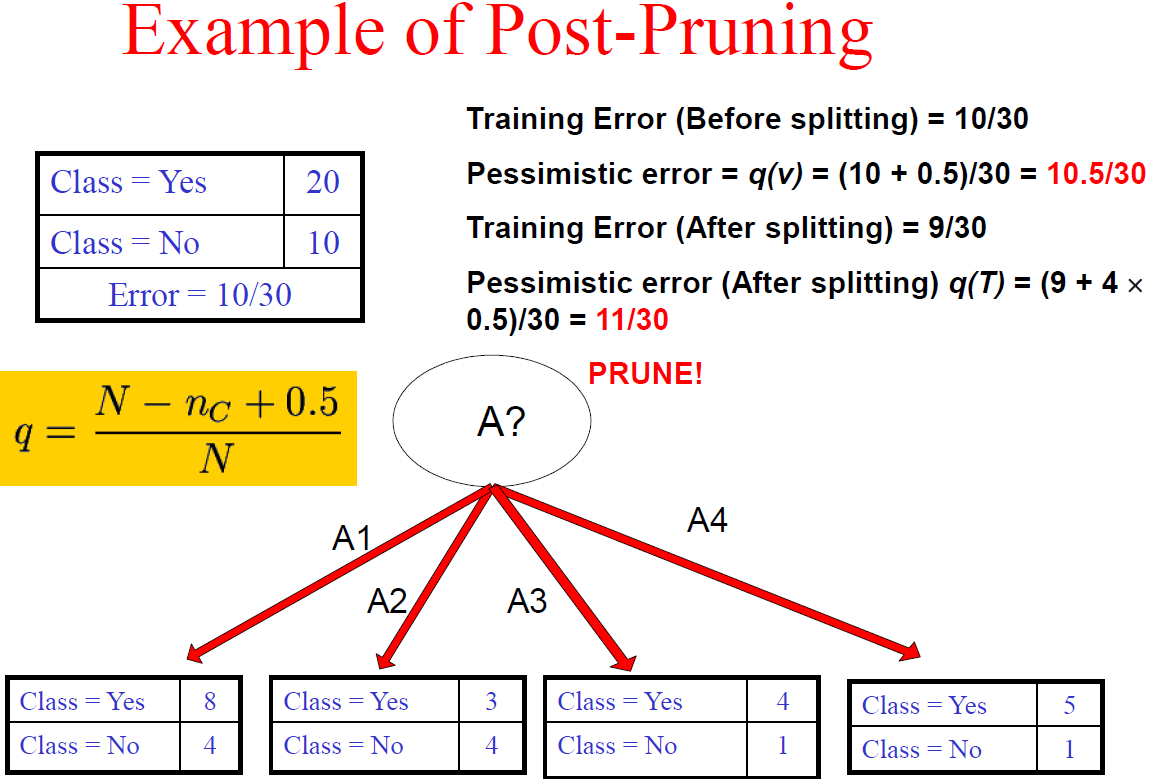 Example of Post-Pruning
Training Error (Before splitting) = 10/30
Pessimistic error = q(v) = (10 + 0.5)/30 = 10.5/30
Training Error (After splitting) = 9/30
Pessimistic error (After splitting) q(T) = (9 + 4 ×
0.5)/30 = 11/30
PRUNE!
Class = Yes 20
Class = No 10
Error = 10/30
q = (N − n_C + 0.5) / N
A?
A1
A2
A3
A4
Class = Yes 8
Class = No 4
Class = Yes 3
Class = No 4
Class = Yes 4
Class = No 1
Class = Yes 5
Class = No 1